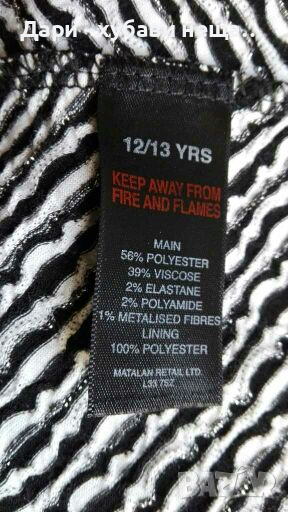 Дари - хубави неща...
12/13 YRS
KEEP AWAY FROM
FIRE AND FLAMES
MAIN
56% POLYESTER
39% VISCOSE
2% ELASTANE
2% POLYAMIDE
1% METALISED FIBRES
LINING
100% POLYESTER
MATALAN RETAIL LTD.
L33 7SZ
BAZAR